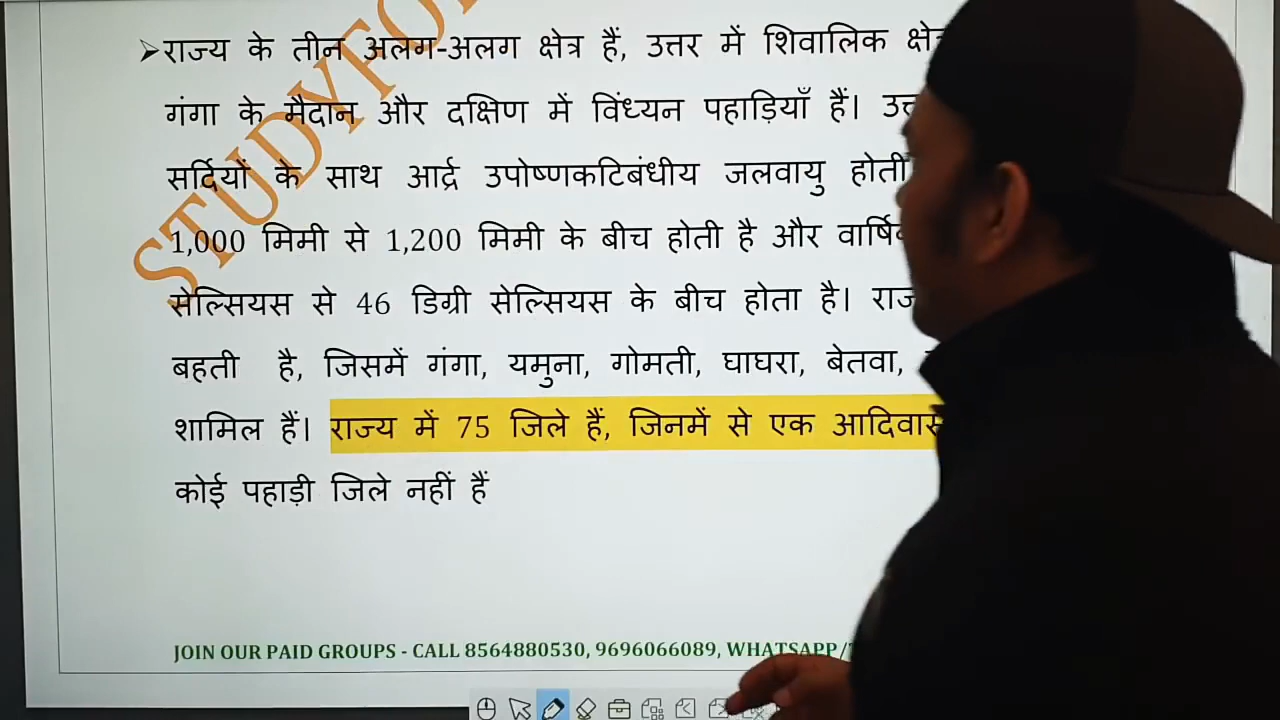 ➢राज्य के तीन अलग-अलग क्षेत्र हैं, उत्तर में शिवालिक
गंगा के मैदान और दक्षिण में विंध्यन पहाड़ियाँ हैं।
सर्दियों के साथ आर्द्र उपोष्णकटिबंधीय जलवायु होती
1,000 मिमी से 1,200 मिमी के बीच होती है और
सेल्सियस से 46 डिग्री सेल्सियस के बीच होता है।
बहती है, जिसमें गंगा, यमुना, गोमती, घाघरा, बेतवा,
शामिल हैं। राज्य में 75 जिले हैं, जिनमें से एक
कोई पहाड़ी जिले नहीं हैं
JOIN OUR PAID GROUPS - CALL 8564880530, 9696066089, WHATSAPP/